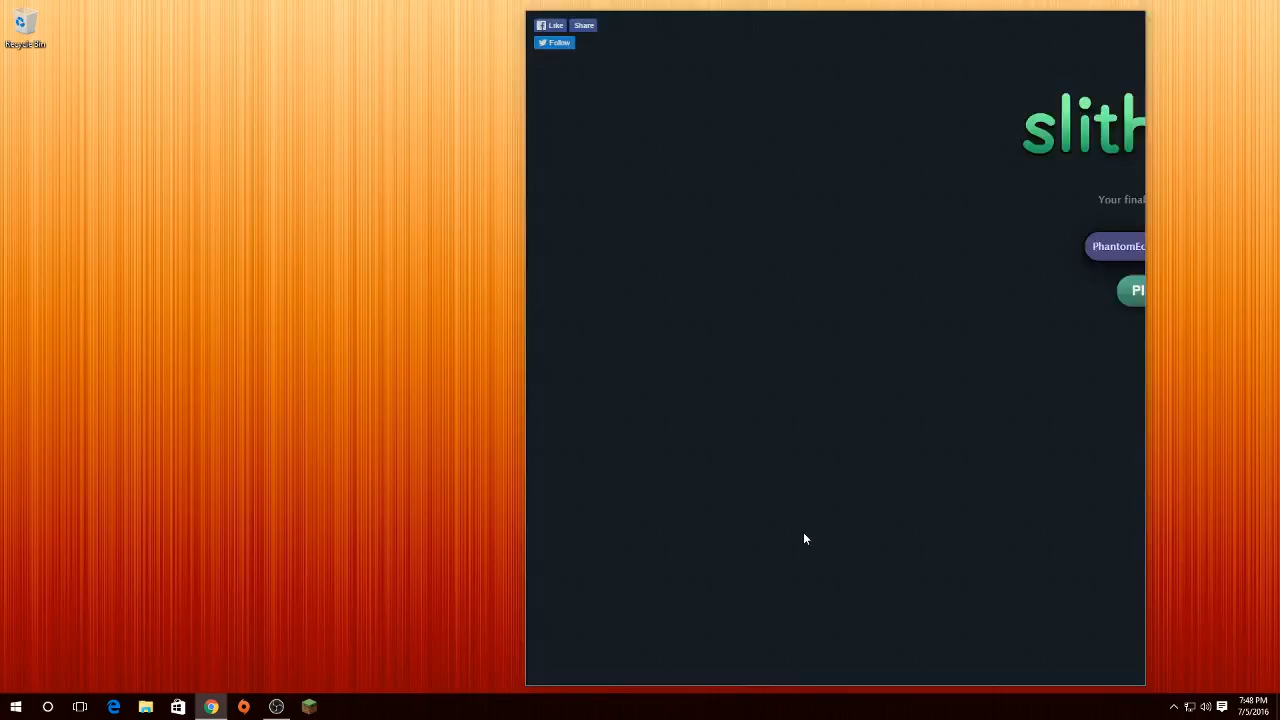 Recycle Bin
Like Share
Follow
slith
Your final
PhantomEc
Pl
7:48 PM
7/5/2016